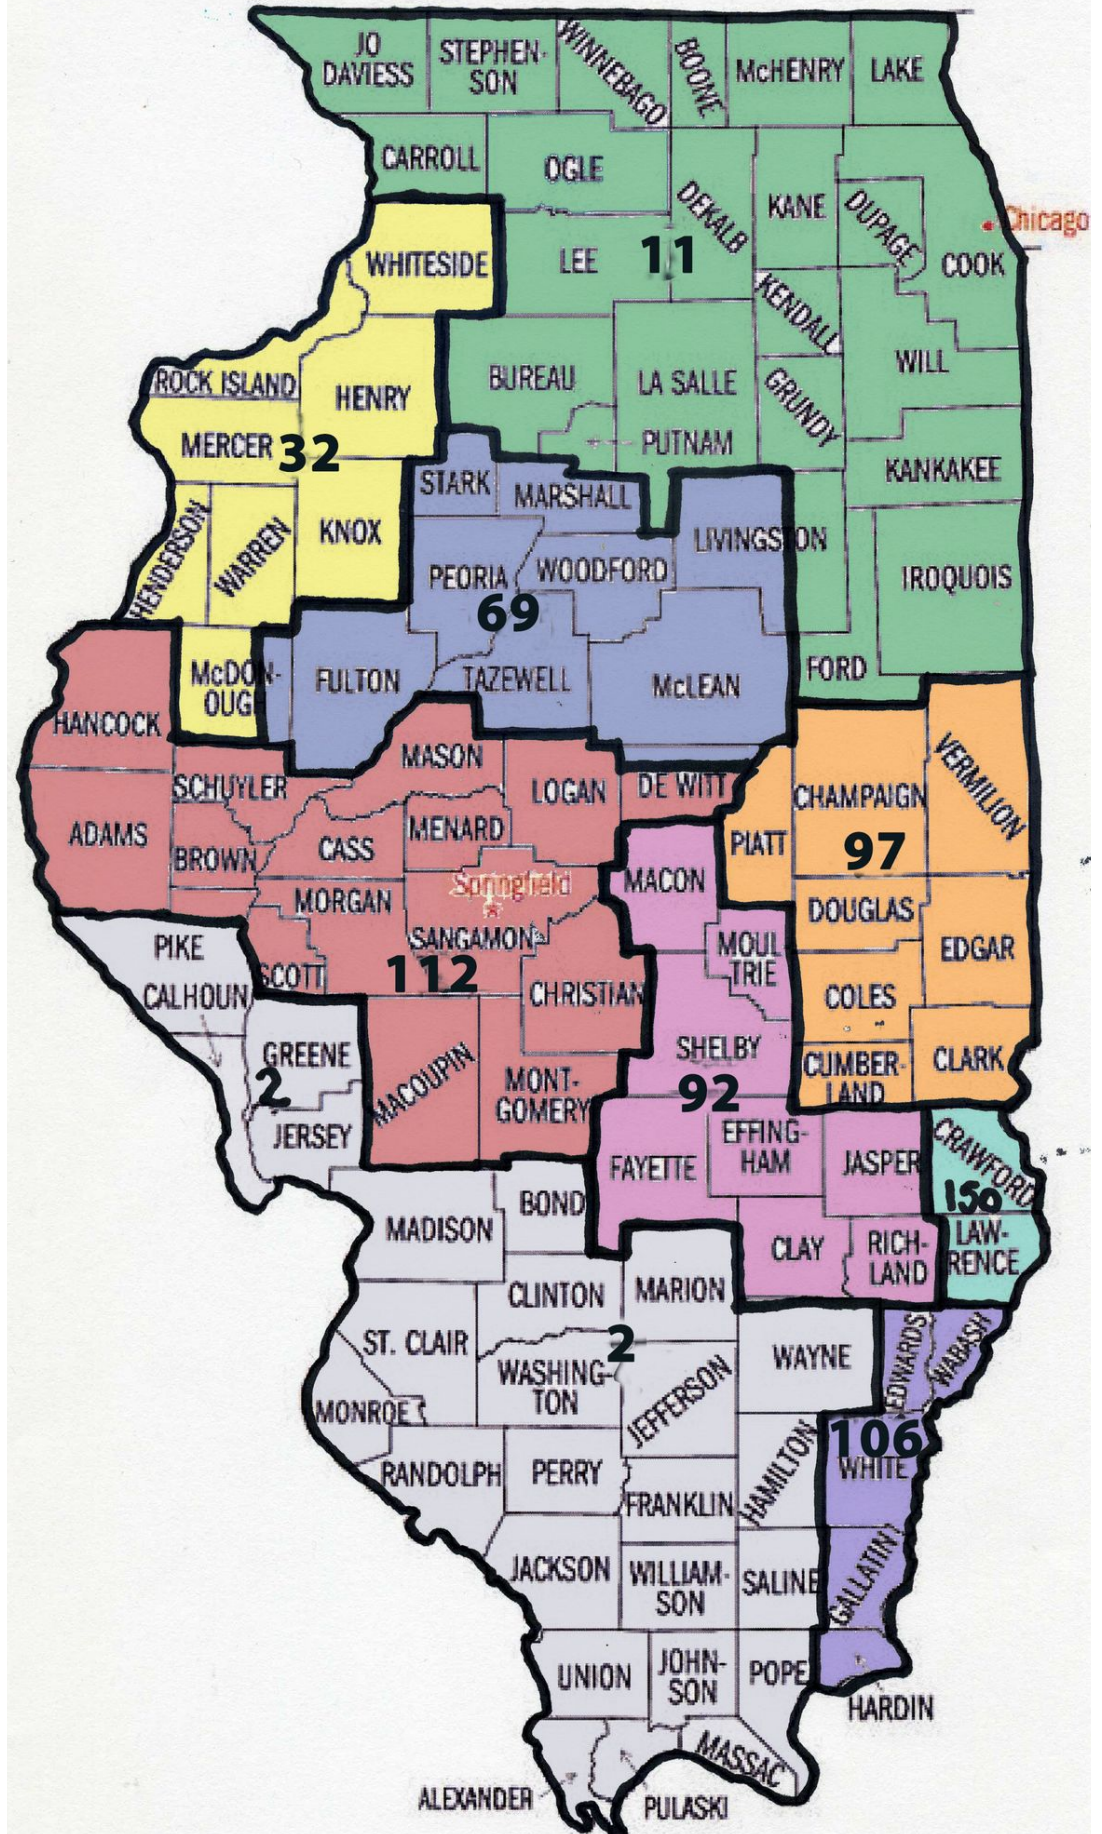 JO
DAVIESS
STEPHEN-
SON
WINNEBAGO
BOONE
McHENRY
LAKE
CARROLL
OGLE
DEKALB
KANE
DUPAGE
Chicago
COOK
WHITESIDE
LEE
11
KENDALL
WILL
ROCK ISLAND
HENRY
BUREAU
LA SALLE
GRUNDY
MERCER
32
PUTNAM
KANKAKEE
STARK
MARSHALL
HENDERSON
WARREN
KNOX
LIVINGSTON
PEORIA
WOODFORD
IROQUOIS
69
McDON-
OUGH
FULTON
TAZEWELL
McLEAN
FORD
HANCOCK
MASON
VERMILION
SCHUYLER
LOGAN
DE WITT
CHAMPAIGN
ADAMS
MENARD
BROWN
CASS
PIATT
97
MACON
Springfield
MORGAN
DOUGLAS
PIKE
SANGAMON
MOUL
TRIE
EDGAR
SCOTT
112
CALHOUN
CHRISTIAN
COLES
GREENE
SHELBY
CLARK
2
MACOUPIN
MONT-
GOMERY
92
CUMBER-
LAND
JERSEY
FAYETTE
EFFING-
HAM
JASPER
CRAWFORD
150
MADISON
BOND
CLAY
RICH-
LAND
LAW-
RENCE
CLINTON
MARION
ST. CLAIR
2
WAYNE
EDWARDS
WABASH
WASHING-
TON
JEFFERSON
MONROE
106
WHITE
RANDOLPH
PERRY
HAMILTON
FRANKLIN
JACKSON
WILLIAM-
SON
SALINE
GALLATIN
UNION
JOHN-
SON
POPE
HARDIN
MASSAC
ALEXANDER
PULASKI